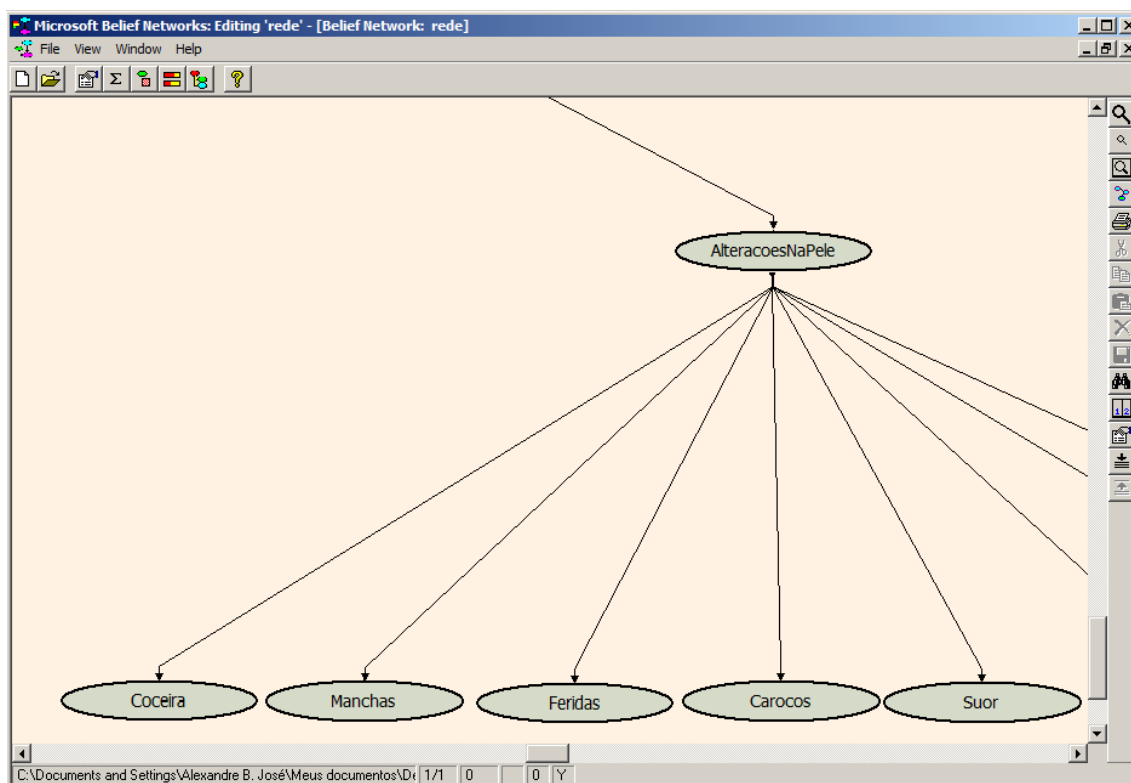 Microsoft Belief Networks: Editing 'rede' - [Belief Network: rede]
File View Window Help
AlteracoesNaPele
Coceira Manchas Feridas Carocos Suor
C:\Documents and Settings\Alexandre B. José\Meus documentos\De 1/1 0 0 Y